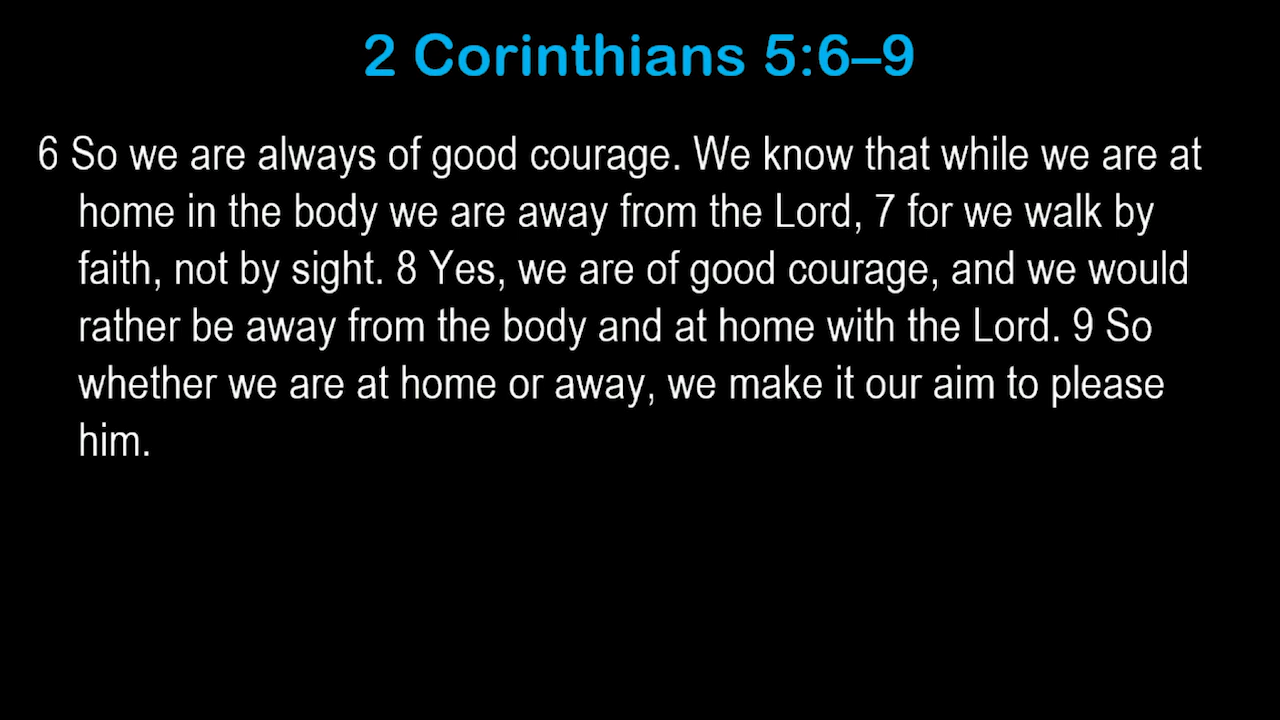 2 Corinthians 5:6–9
6 So we are always of good courage. We know that while we are at
home in the body we are away from the Lord, 7 for we walk by
faith, not by sight. 8 Yes, we are of good courage, and we would
rather be away from the body and at home with the Lord. 9 So
whether we are at home or away, we make it our aim to please
him.